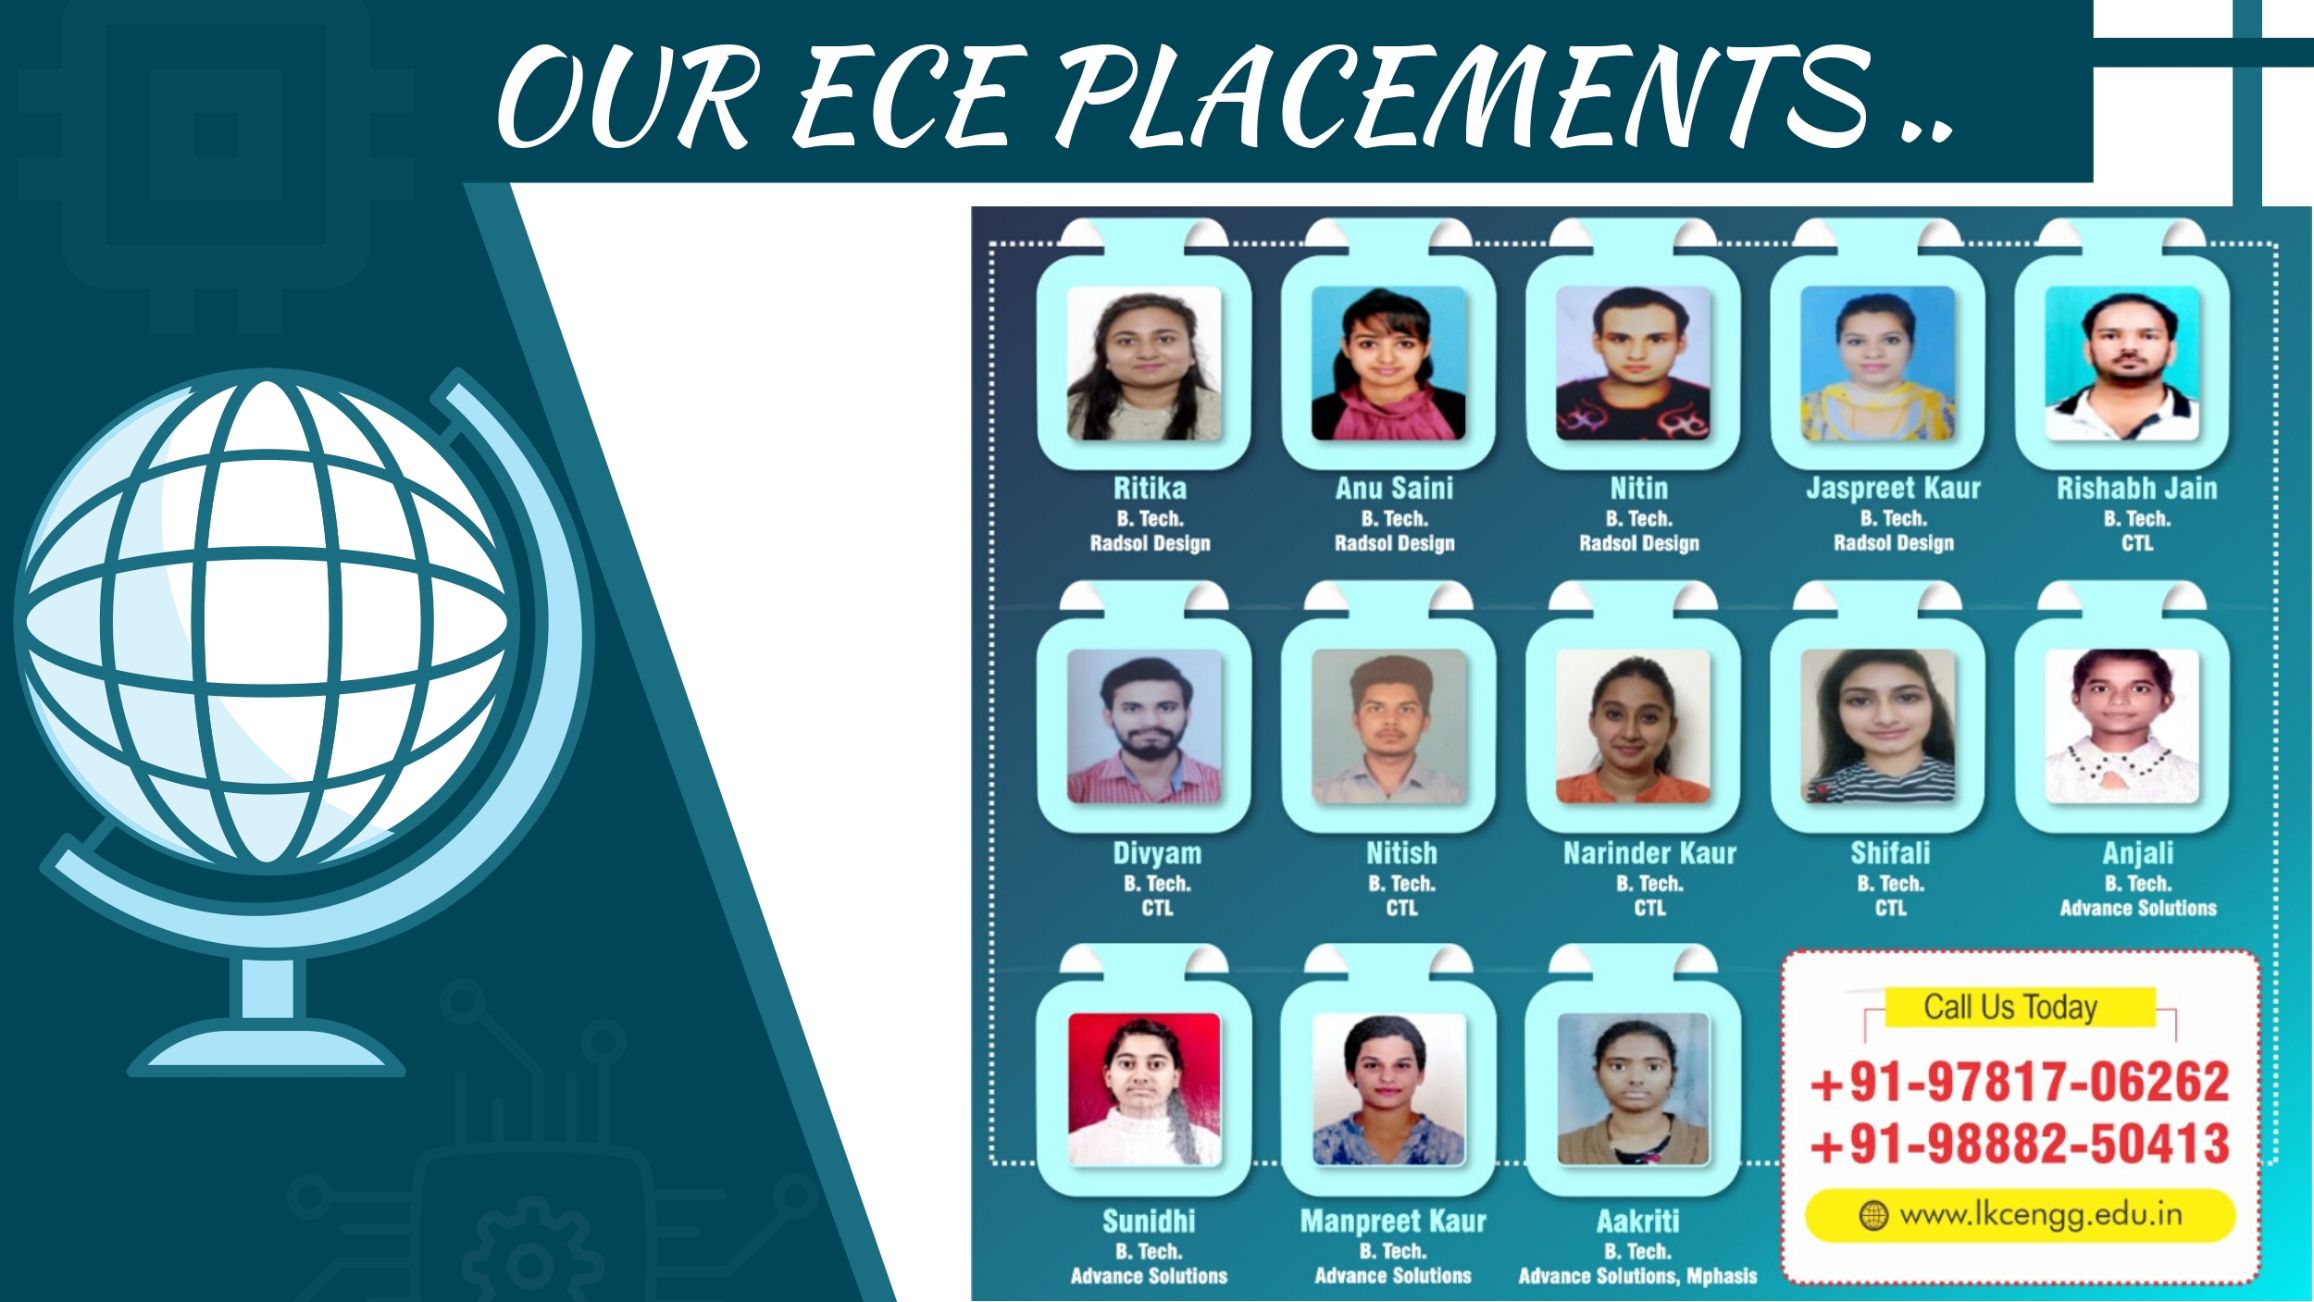 OUR ECE PLACEMENTS ..
Ritika
B. Tech.
Radsol Design
Anu Saini
B. Tech.
Radsol Design
Nitin
B. Tech.
Radsol Design
Jaspreet Kaur
B. Tech.
Radsol Design
Rishabh Jain
B. Tech.
CTL
Divyam
B. Tech.
CTL
Nitish
B. Tech.
CTL
Narinder Kaur
B. Tech.
CTL
Shifali
B. Tech.
CTL
Anjali
B. Tech.
Advance Solutions
Sunidhi
B. Tech.
Advance Solutions
Manpreet Kaur
B. Tech.
Advance Solutions
Aakriti
B. Tech.
Advance Solutions, Mphasis
Call Us Today
+91-97817-06262
+91-98882-50413
www.lkcengg.edu.in